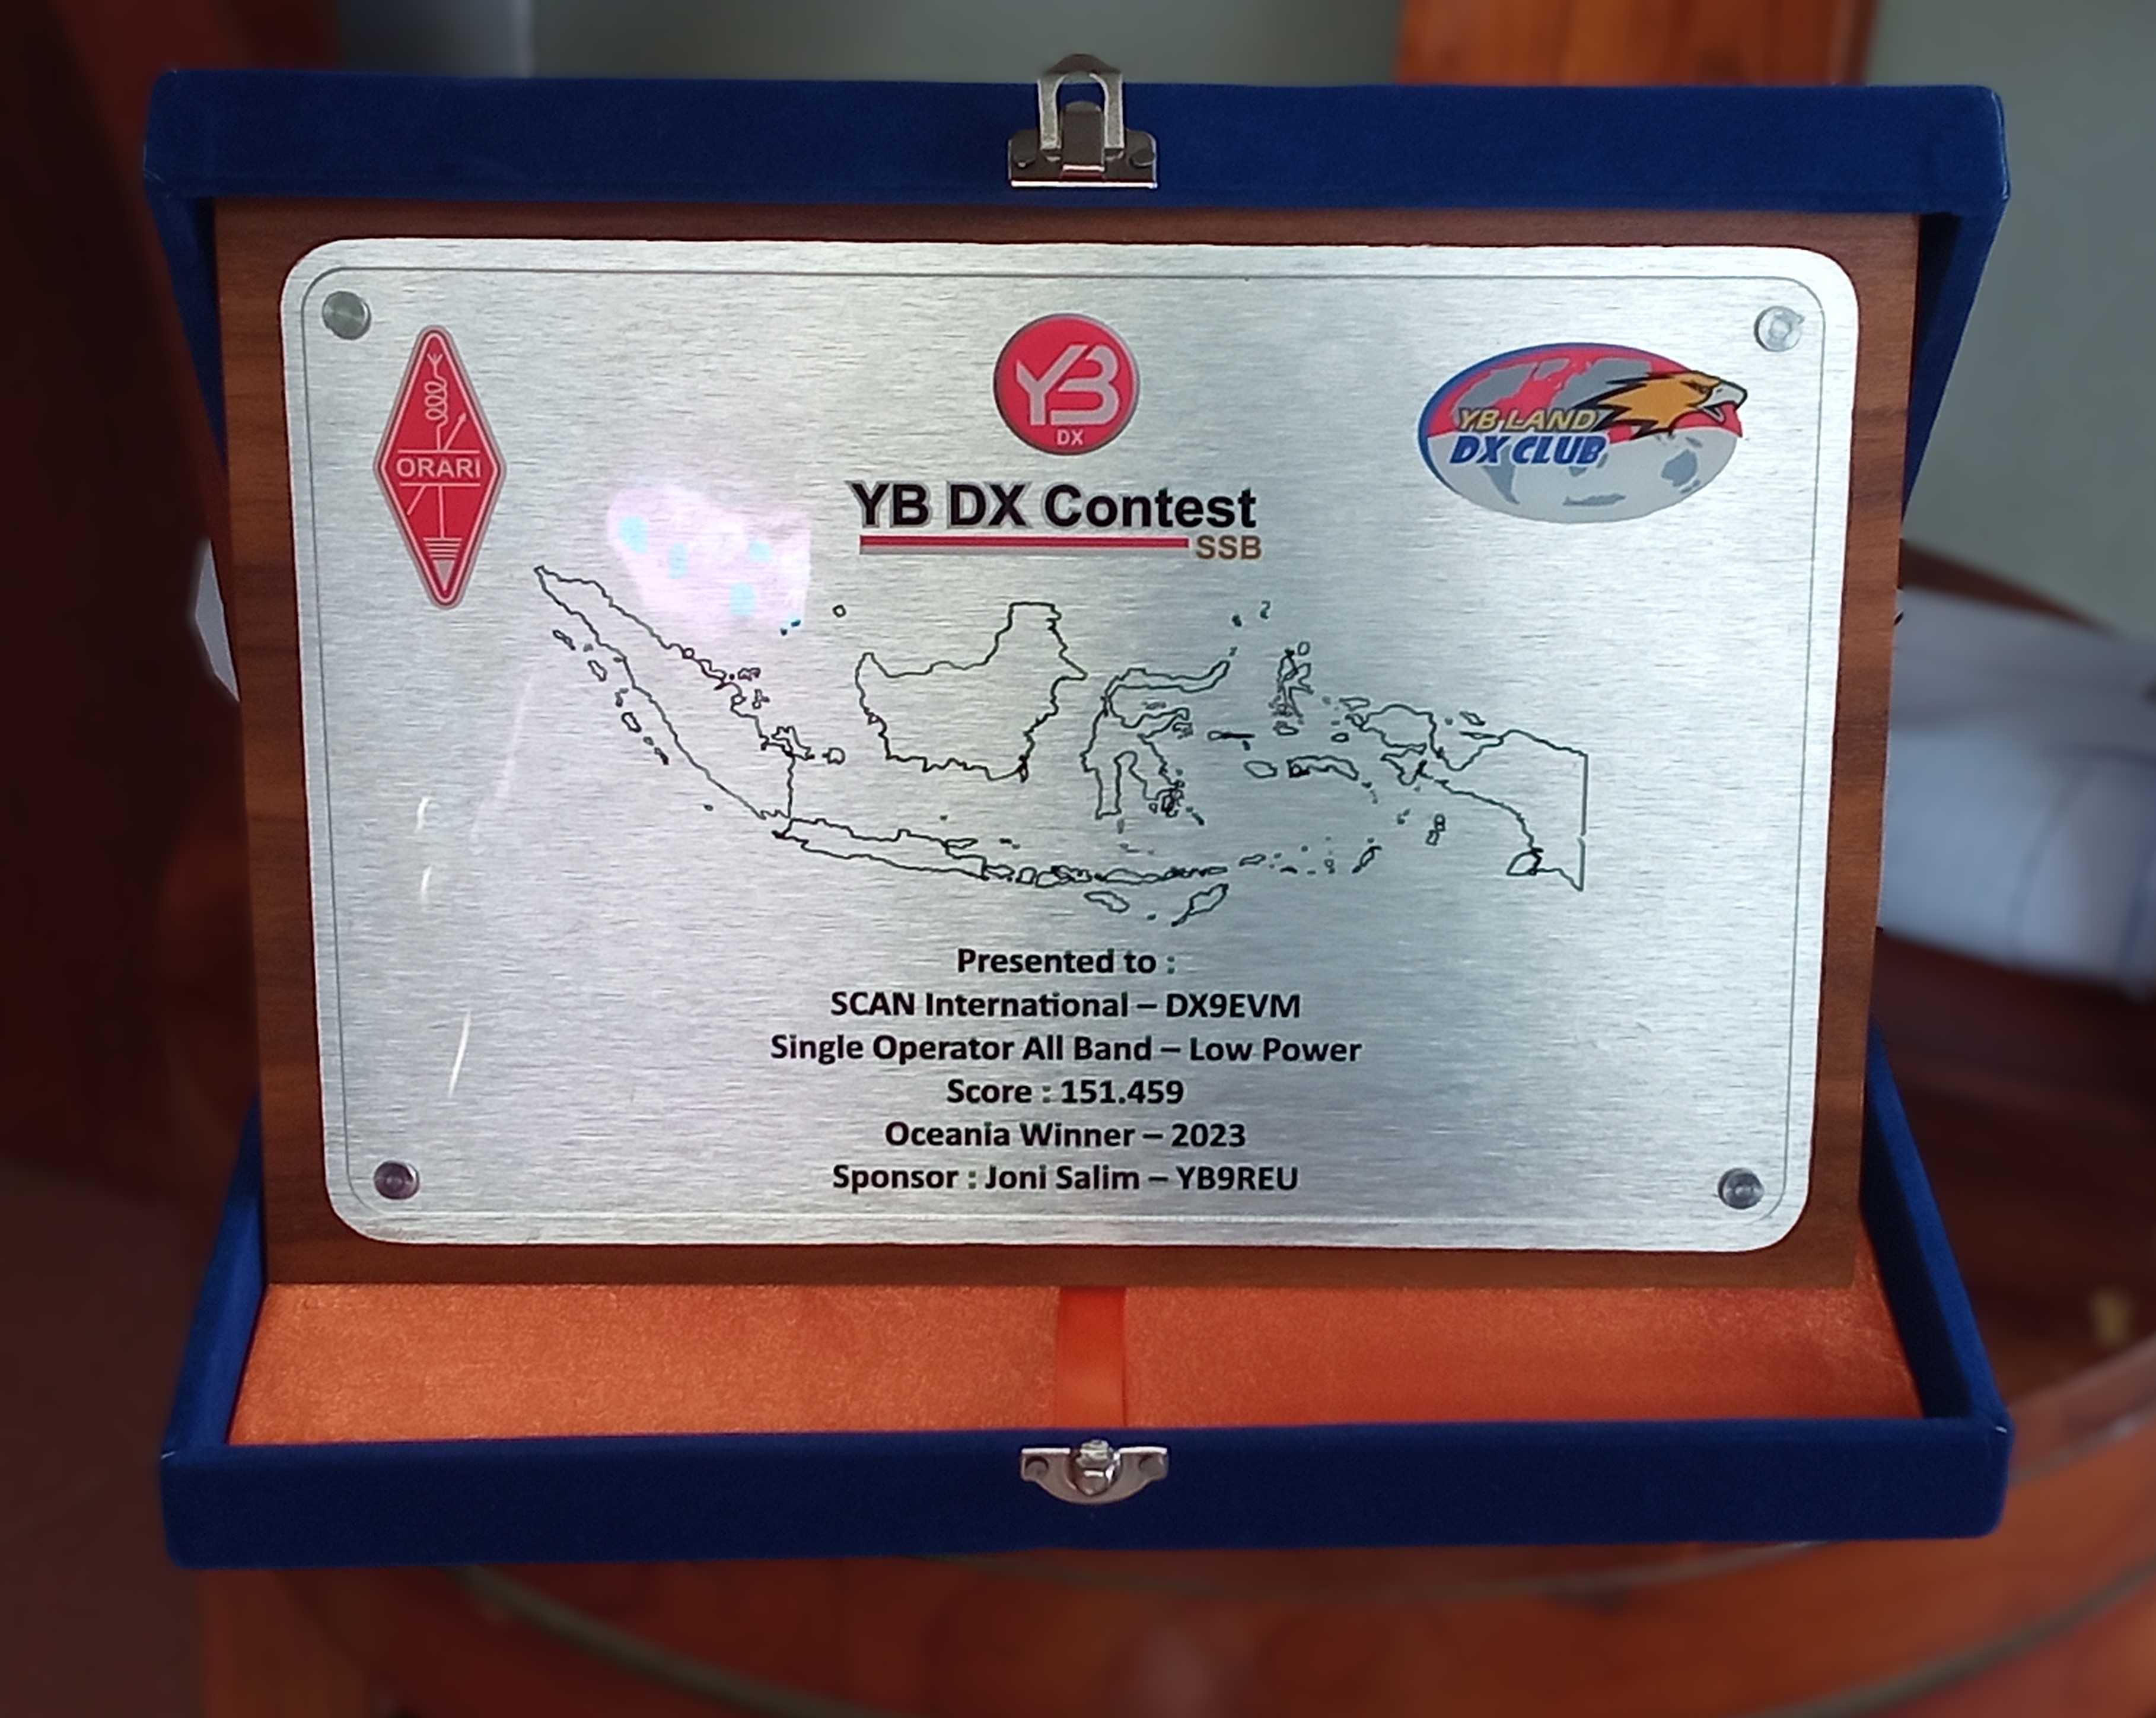 ORARI
YB
DX
YB LAND
DX CLUB
YB DX Contest
SSB
Presented to :
SCAN International – DX9EVM
Single Operator All Band – Low Power
Score : 151.459
Oceania Winner – 2023
Sponsor : Joni Salim – YB9REU